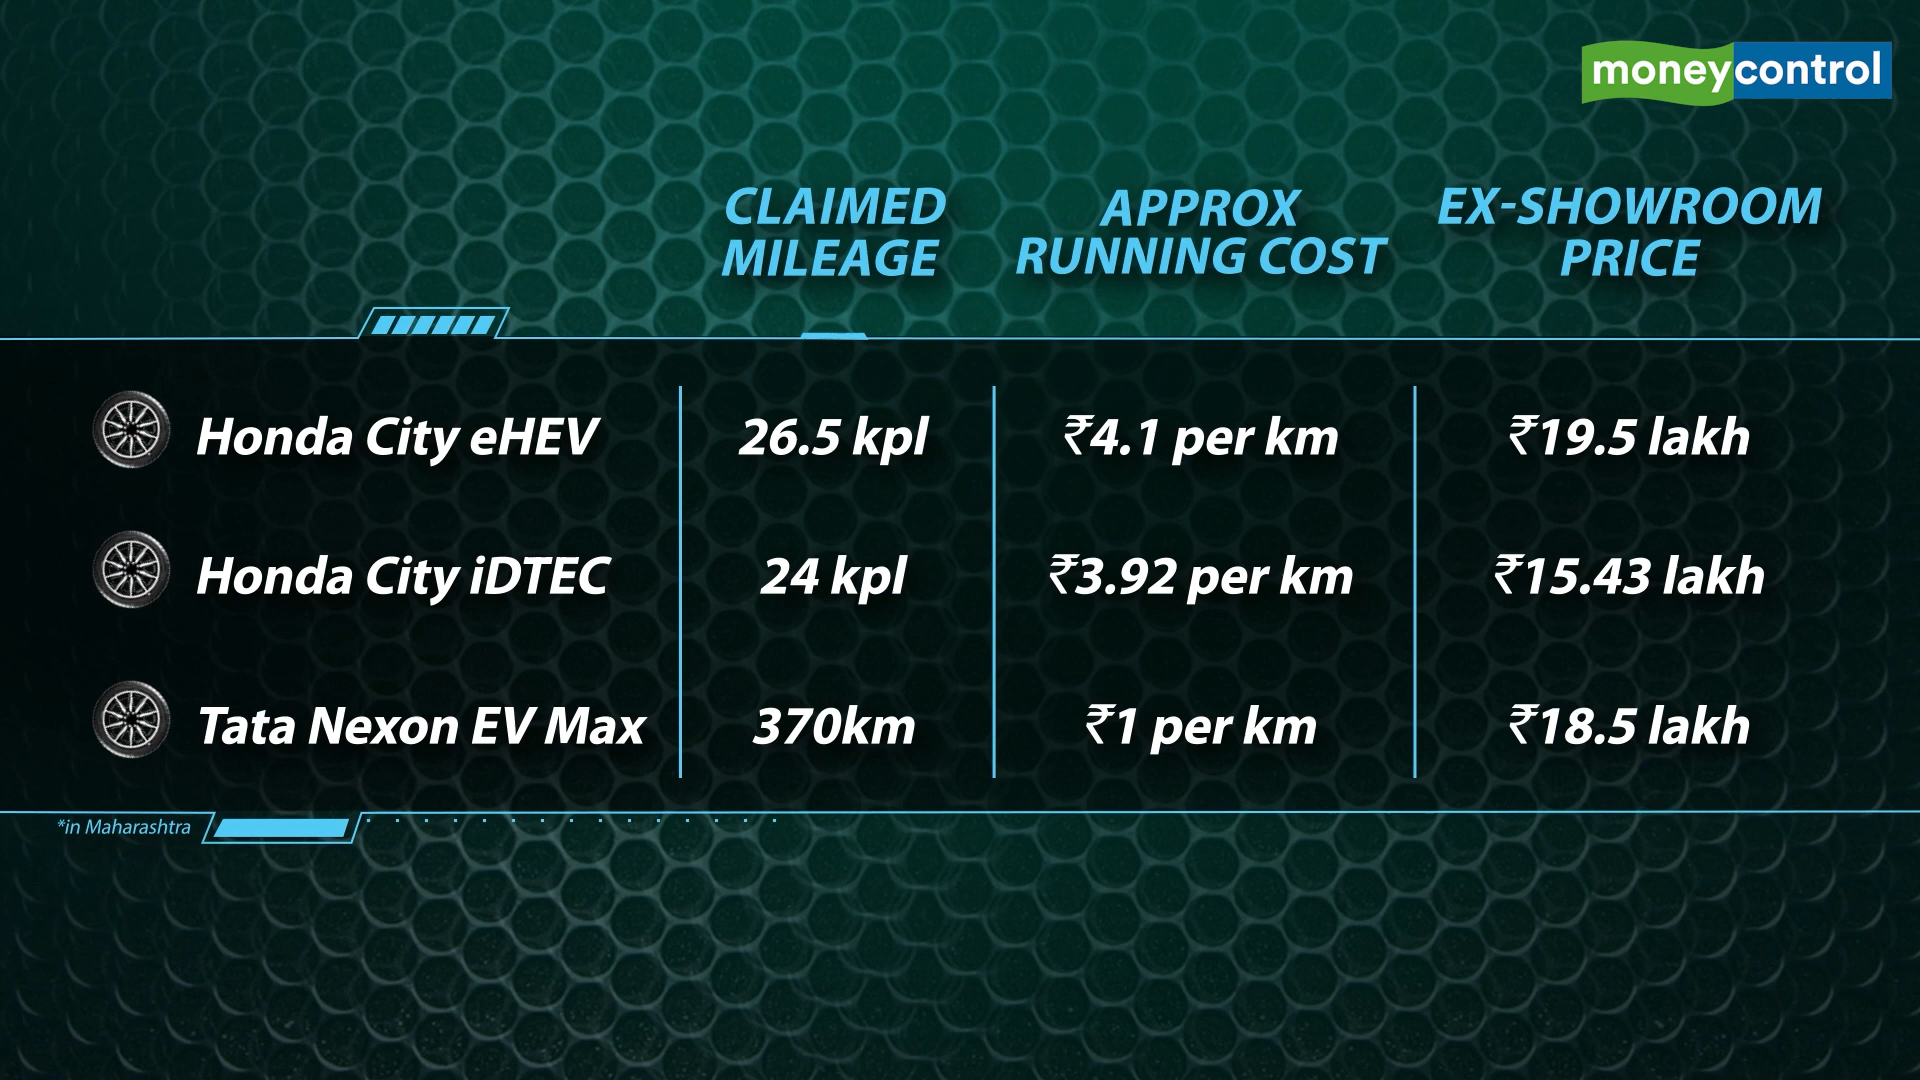 moneycontrol
CLAIMED
MILEAGE
APPROX
RUNNING COST
EX-SHOWROOM
PRICE
Honda City eHEV 26.5 kpl ₹4.1 per km ₹19.5 lakh
Honda City iDTEC 24 kpl ₹3.92 per km ₹15.43 lakh
Tata Nexon EV Max 370km ₹1 per km ₹18.5 lakh
*in Maharashtra